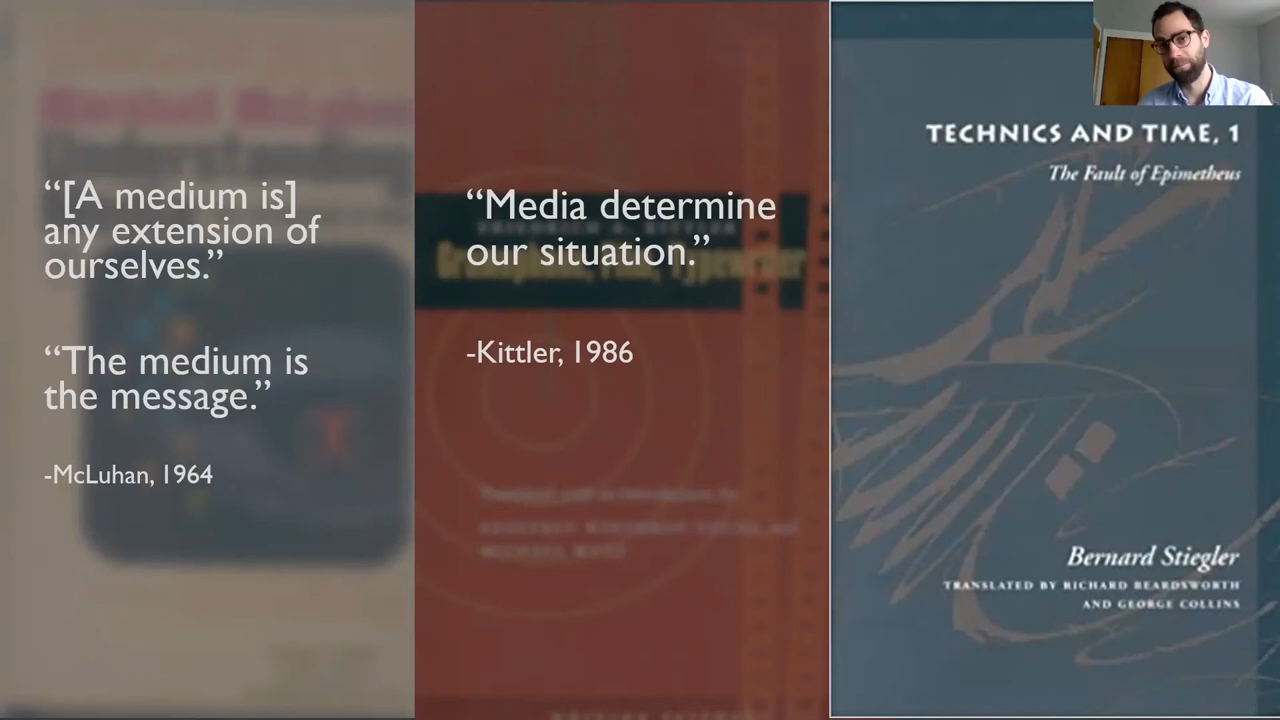 “[A medium is]
any extension of
ourselves.”
“The medium is
the message.”
-McLuhan, 1964
“Media determine
our situation.”
-Kittler, 1986
TECHNICS AND TIME, 1
The Fault of Epimetheus
Bernard Stiegler
TRANSLATED BY RICHARD BEARDSWORTH
AND GEORGE COLLINS